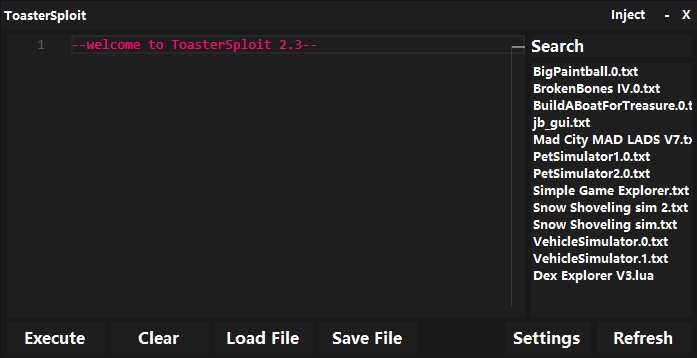 ToasterSploit Inject - X
1 --welcome to ToasterSploit 2.3--
Search
BigPaintball.0.txt
BrokenBones IV.0.txt
BuildABoatForTreasure.0.t
jb_gui.txt
Mad City MAD LADS V7.tx
PetSimulator1.0.txt
PetSimulator2.0.txt
Simple Game Explorer.txt
Snow Shoveling sim 2.txt
Snow Shoveling sim.txt
VehicleSimulator.0.txt
VehicleSimulator.1.txt
Dex Explorer V3.lua
Execute Clear Load File Save File Settings Refresh